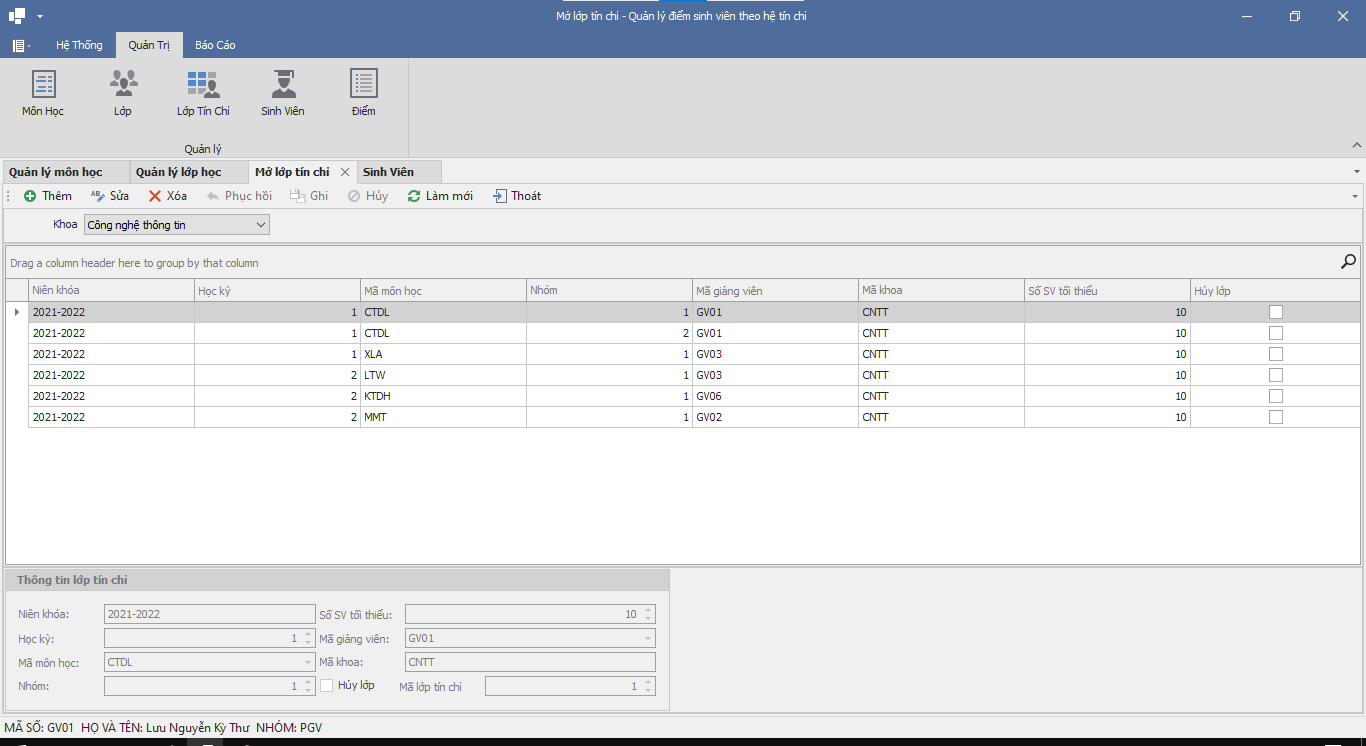 Mở lớp tín chi - Quản lý điểm sinh viên theo hệ tín chi
Hệ Thống Quản Trị Báo Cáo
Môn Học Lớp Lớp Tín Chi Sinh Viên Điểm
Quản lý
Quản lý môn học Quản lý lớp học Mở lớp tín chi Sinh Viên
Thêm Sửa Xóa Phục hồi Ghi Hủy Làm mới Thoát
Khoa Công nghệ thông tin
Drag a column header here to group by that column
Niên khóa Học kỳ Mã môn học Nhóm Mã giảng viên Mã khoa Số SV tối thiểu Hủy lớp
2021-2022 1 CTDL 1 GV01 CNTT 10
2021-2022 1 CTDL 2 GV01 CNTT 10
2021-2022 1 XLA 1 GV03 CNTT 10
2021-2022 2 LTW 1 GV03 CNTT 10
2021-2022 2 KTDH 1 GV06 CNTT 10
2021-2022 2 MMT 1 GV02 CNTT 10
Thông tin lớp tín chi
Niên khóa: 2021-2022 Số SV tối thiểu: 10
Học kỳ: 1 Mã giảng viên: GV01
Mã môn học: CTDL Mã khoa: CNTT
Nhóm: 1 Hủy lớp Mã lớp tín chi 1
MÃ SỐ: GV01 HỌ VÀ TÊN: Lưu Nguyễn Kỳ Thư NHÓM: PGV